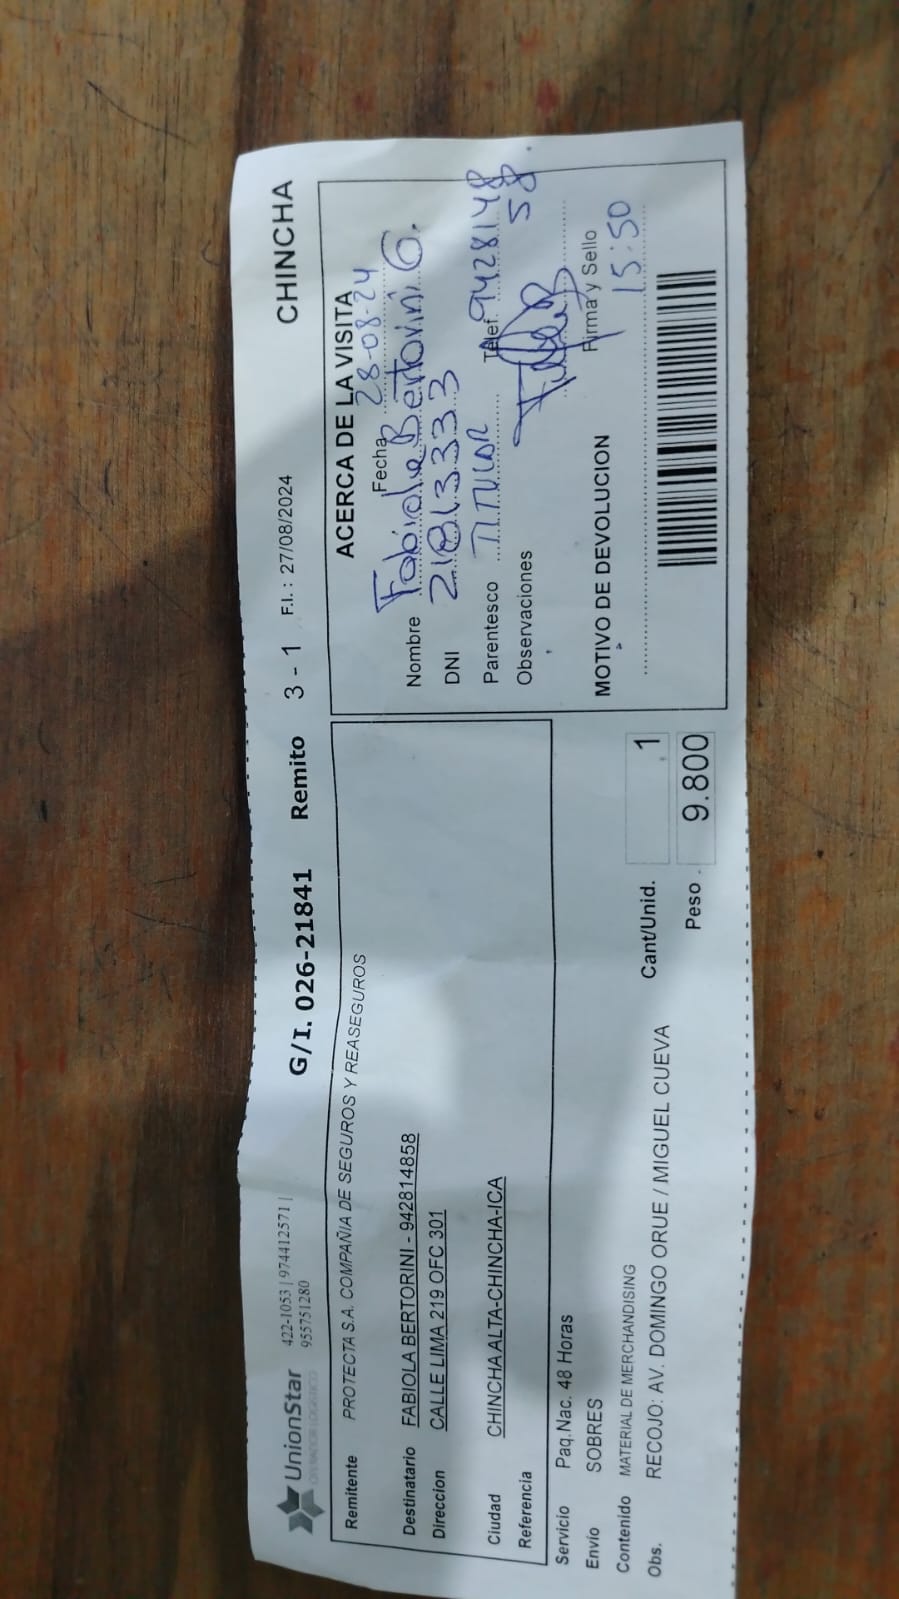 UnionStar
OPERADOR LOGISTICO
422-1053 | 974412571 |
955751280
G/I. 026-21841 Remito 3 - 1 F.I. : 27/08/2024 CHINCHA
Remitente PROTECTA S.A. COMPAÑIA DE SEGUROS Y REASEGUROS
Destinatario FABIOLA BERTORINI - 942814858
Direccion CALLE LIMA 219 OFC 301
Ciudad CHINCHA ALTA-CHINCHA-ICA
Referencia
Servicio Paq.Nac. 48 Horas
Envio SOBRES
Contenido MATERIAL DE MERCHANDISING
Obs. RECOJO: AV. DOMINGO ORUE / MIGUEL CUEVA
Cant/Unid. 1
Peso 9.800
ACERCA DE LA VISITA
Fecha 28-08-24
Nombre Fabiola Bertorini G.
DNI 21813333
Parentesco TITULAR Telef. 9428148
58
Observaciones
Firma y Sello
MOTIVO DE DEVOLUCION 15:50